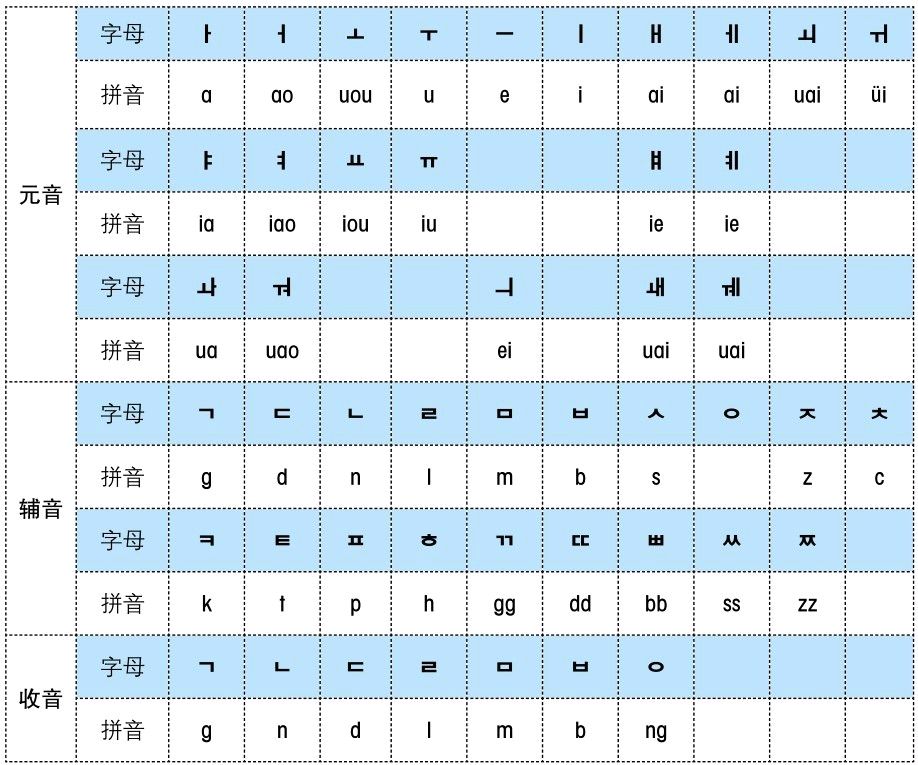 字母 ㅏ ㅓ ㅗ ㅜ ㅡ ㅣ ㅐ ㅔ ㅚ ㅟ
拼音 a ao uou u e i ai ai uai üi
字母 ㅑ ㅕ ㅛ ㅠ ㅒ ㅖ
元音
拼音 ia iao iou iu ie ie
字母 ㅘ ㅝ ㅢ ㅙ ㅞ
拼音 ua uao ei uai uai
字母 ㄱ ㄷ ㄴ ㄹ ㅁ ㅂ ㅅ ㅇ ㅈ ㅊ
拼音 g d n l m b s z c
辅音
字母 ㅋ ㅌ ㅍ ㅎ ㄲ ㄸ ㅃ ㅆ ㅉ
拼音 k t p h gg dd bb ss zz
字母 ㄱ ㄴ ㄷ ㄹ ㅁ ㅂ ㅇ
收音
拼音 g n d l m b ng